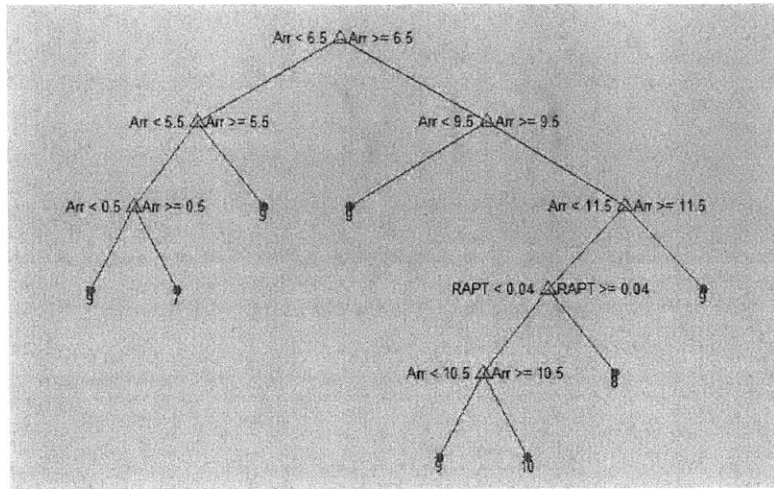 Arr < 6.5 Arr >= 6.5
Arr < 5.5 Arr >= 5.5
Arr < 9.5 Arr >= 9.5
Arr < 0.5 Arr >= 0.5
9
8
Arr < 11.5 Arr >= 11.5
9
7
RAPT < 0.04 RAPT >= 0.04
9
Arr < 10.5 Arr >= 10.5
8
9
10